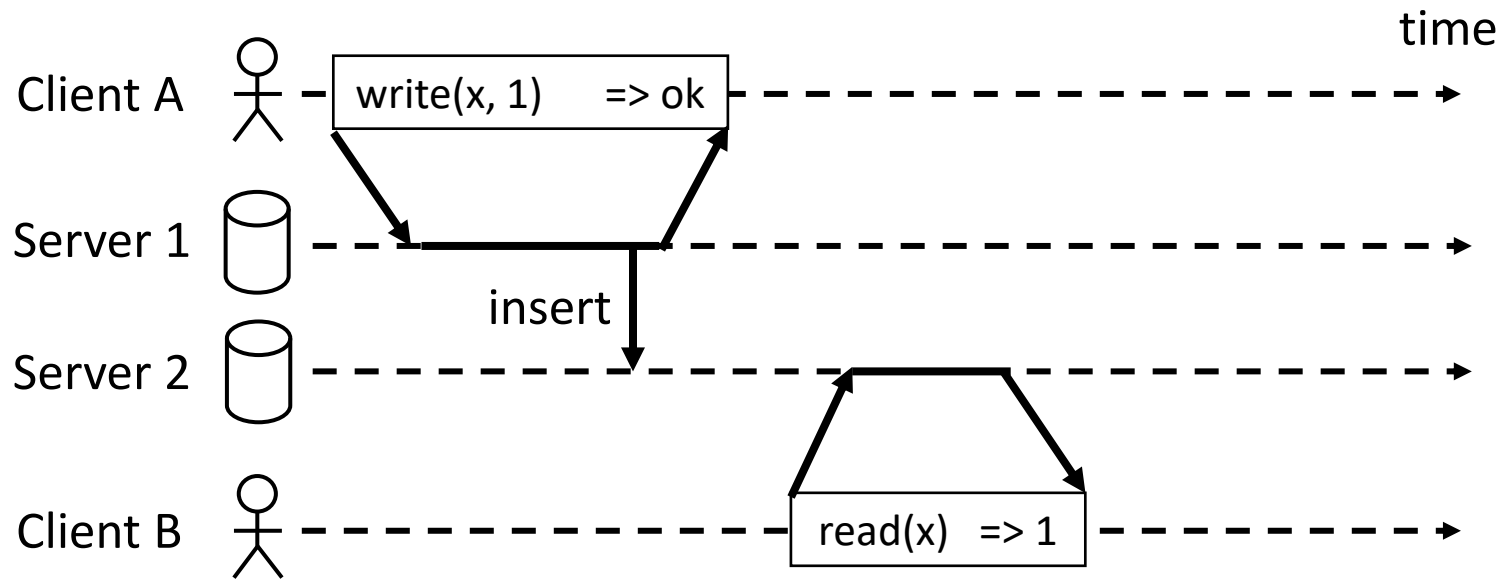 time
Client A
write(x, 1) => ok
Server 1
insert
Server 2
Client B
read(x) => 1